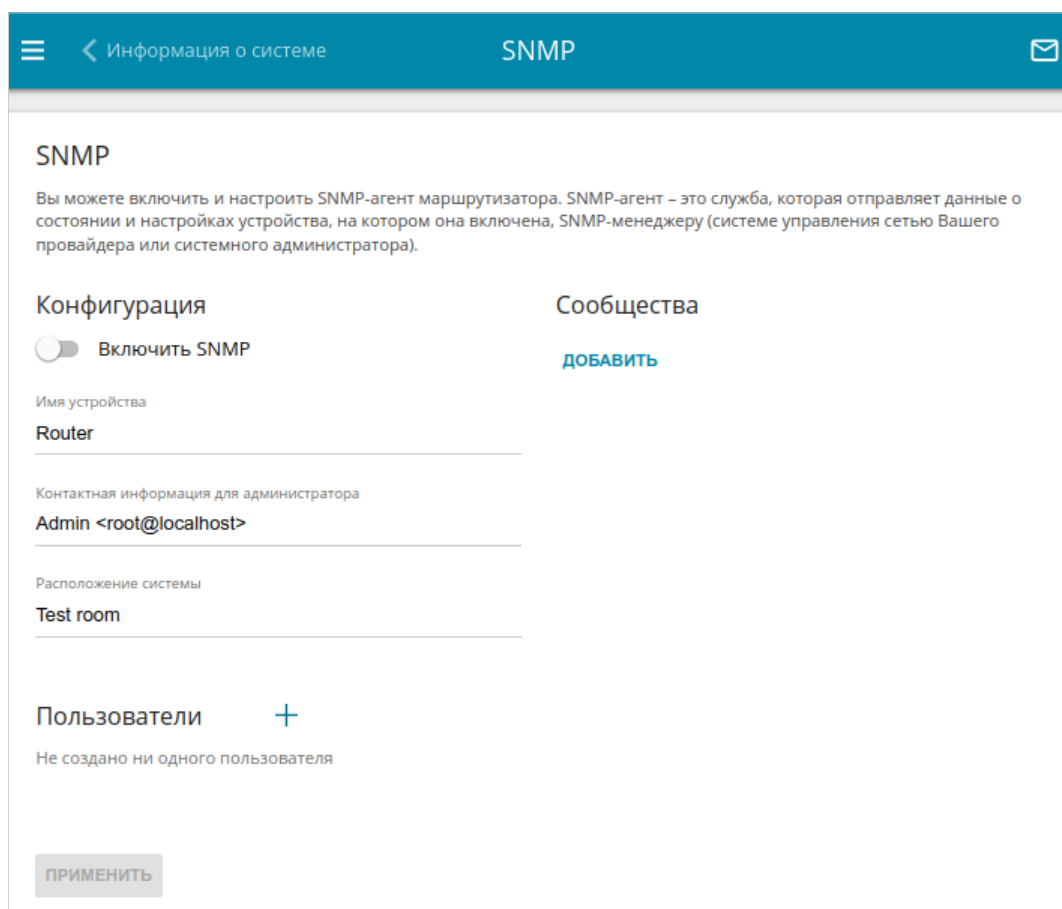 Информация о системе
SNMP
SNMP
Вы можете включить и настроить SNMP-агент маршрутизатора. SNMP-агент – это служба, которая отправляет данные о
состоянии и настройках устройства, на котором она включена, SNMP-менеджеру (системе управления сетью Вашего
провайдера или системного администратора).
Конфигурация
Включить SNMP
Имя устройства
Router
Контактная информация для администратора
Admin <root@localhost>
Расположение системы
Test room
Сообщества
ДОБАВИТЬ
Пользователи
Не создано ни одного пользователя
ПРИМЕНИТЬ